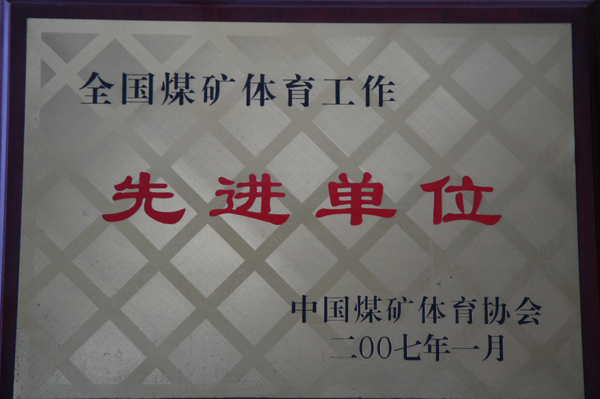 全国煤矿体育工作
先进单位
中国煤矿体育协会
二00七年一月